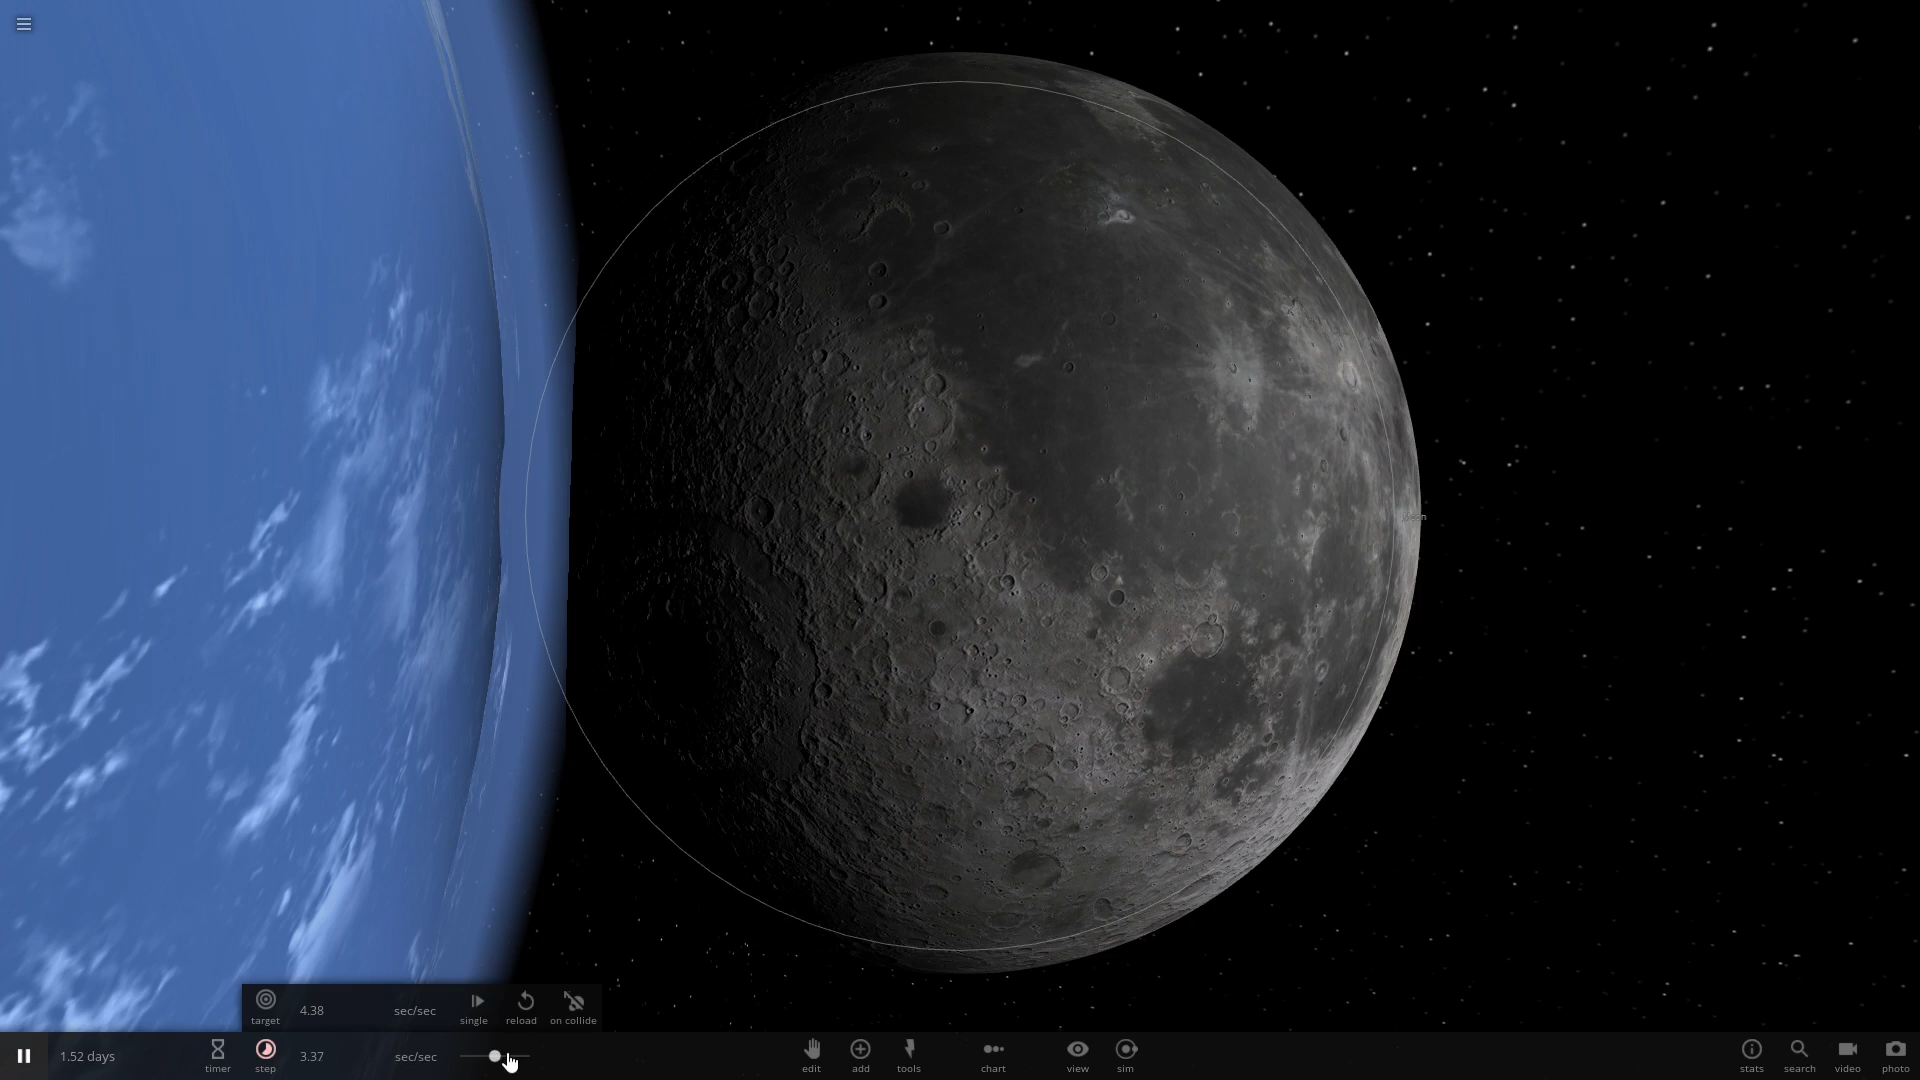 Moon
target 4.38 sec/sec single reload on collide
1.52 days timer step 3.37 sec/sec edit add tools chart view sim stats search video photo